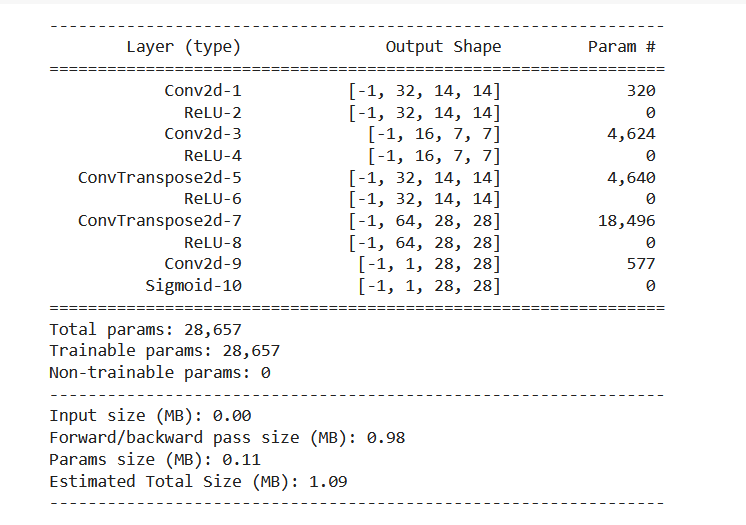 ----------------------------------------------------------------
Layer (type) Output Shape Param #
================================================================
Conv2d-1 [-1, 32, 14, 14] 320
ReLU-2 [-1, 32, 14, 14] 0
Conv2d-3 [-1, 16, 7, 7] 4,624
ReLU-4 [-1, 16, 7, 7] 0
ConvTranspose2d-5 [-1, 32, 14, 14] 4,640
ReLU-6 [-1, 32, 14, 14] 0
ConvTranspose2d-7 [-1, 64, 28, 28] 18,496
ReLU-8 [-1, 64, 28, 28] 0
Conv2d-9 [-1, 1, 28, 28] 577
Sigmoid-10 [-1, 1, 28, 28] 0
================================================================
Total params: 28,657
Trainable params: 28,657
Non-trainable params: 0
----------------------------------------------------------------
Input size (MB): 0.00
Forward/backward pass size (MB): 0.98
Params size (MB): 0.11
Estimated Total Size (MB): 1.09
----------------------------------------------------------------